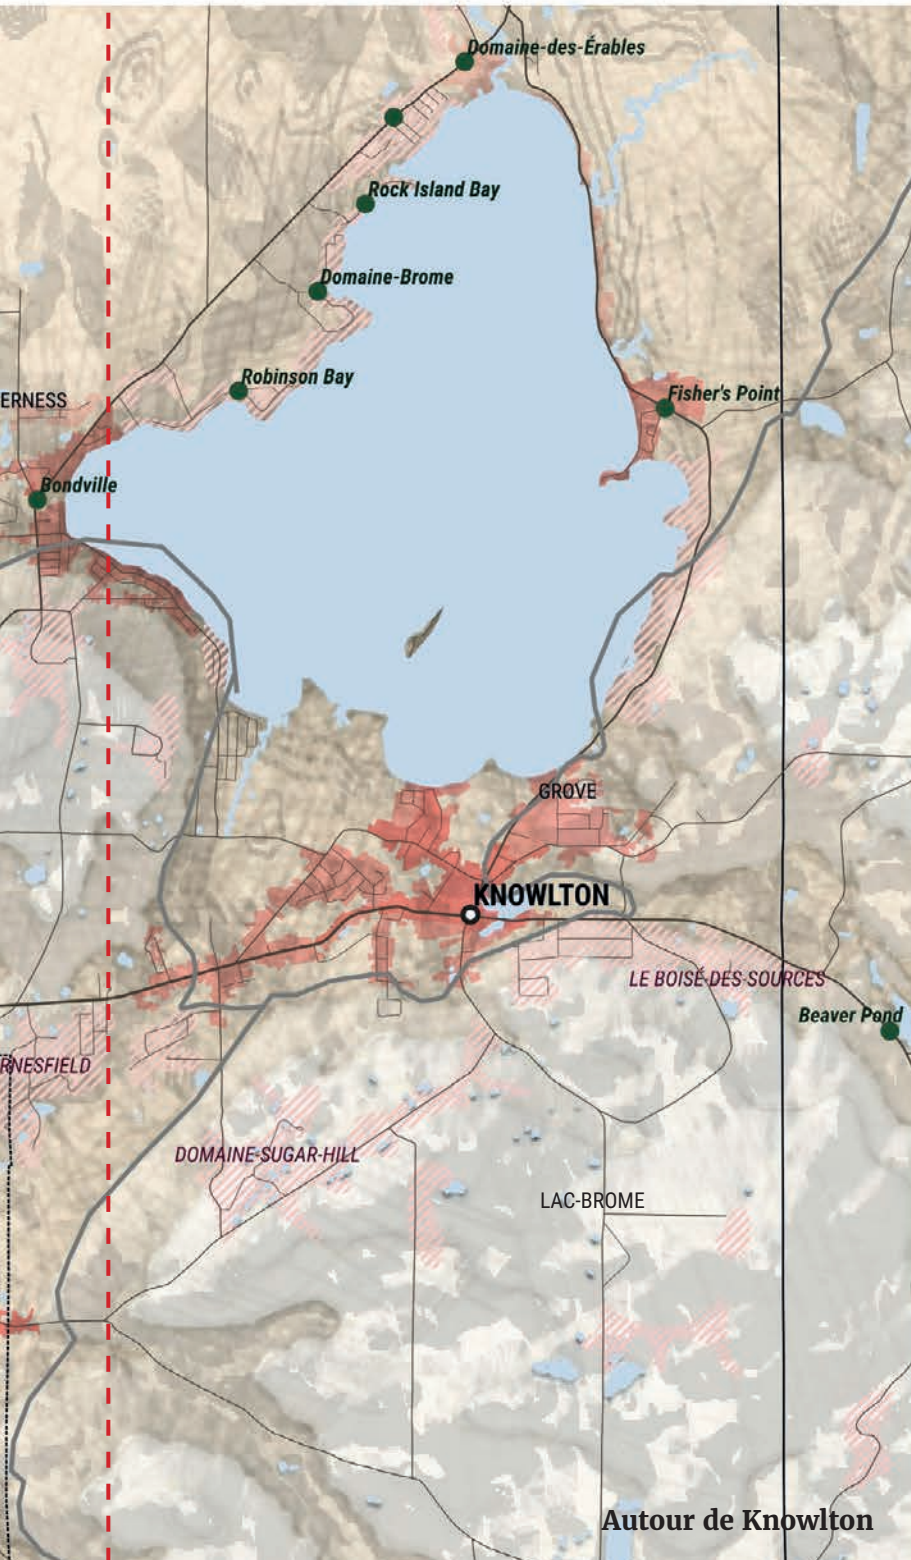 Domaine-des-Érables
Rock Island Bay
Domaine-Brome
Robinson Bay
ERNESS
Fisher's Point
Bondville
GROVE
KNOWLTON
LE BOISÉ-DES-SOURCES
Beaver Pond
RNESFIELD
DOMAINE-SUGAR-HILL
LAC-BROME
Autour de Knowlton